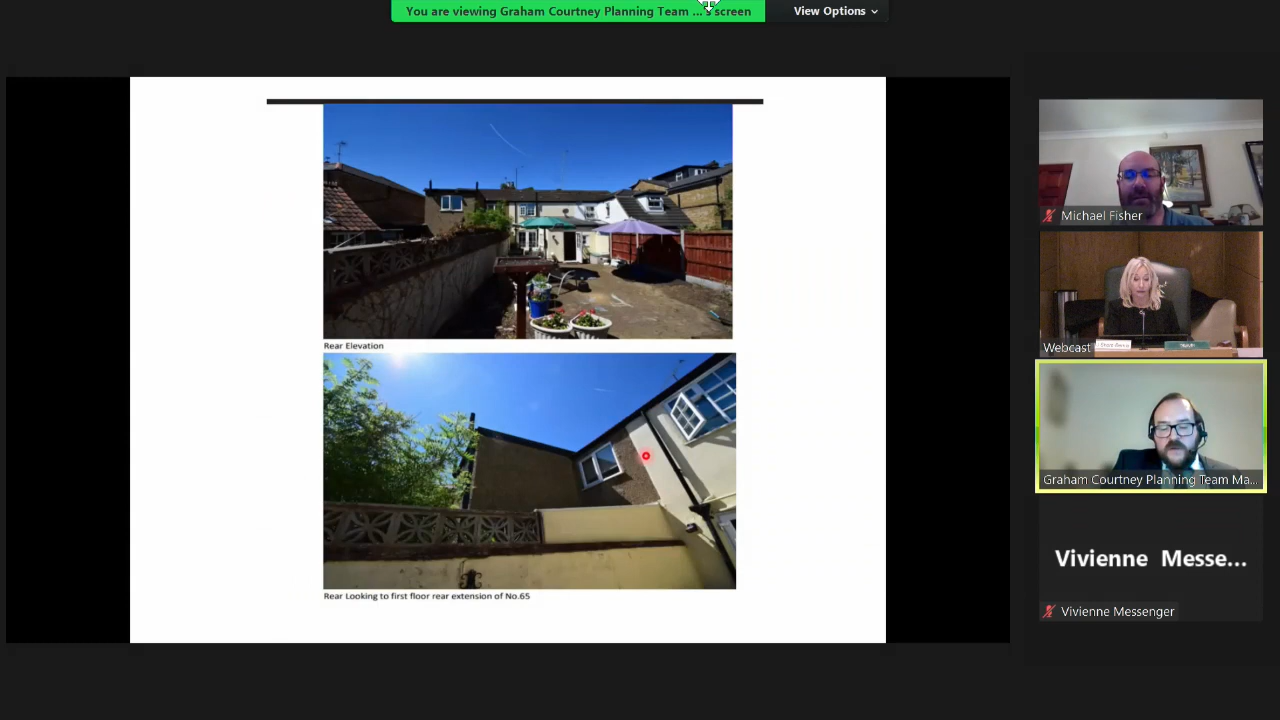 You are viewing Graham Courtney Planning Team ... 's screen
View Options
Michael Fisher
Webcast
Graham Courtney Planning Team Ma...
Vivienne Messe...
Vivienne Messenger
Rear Elevation
Rear Looking to first floor rear extension of No.65